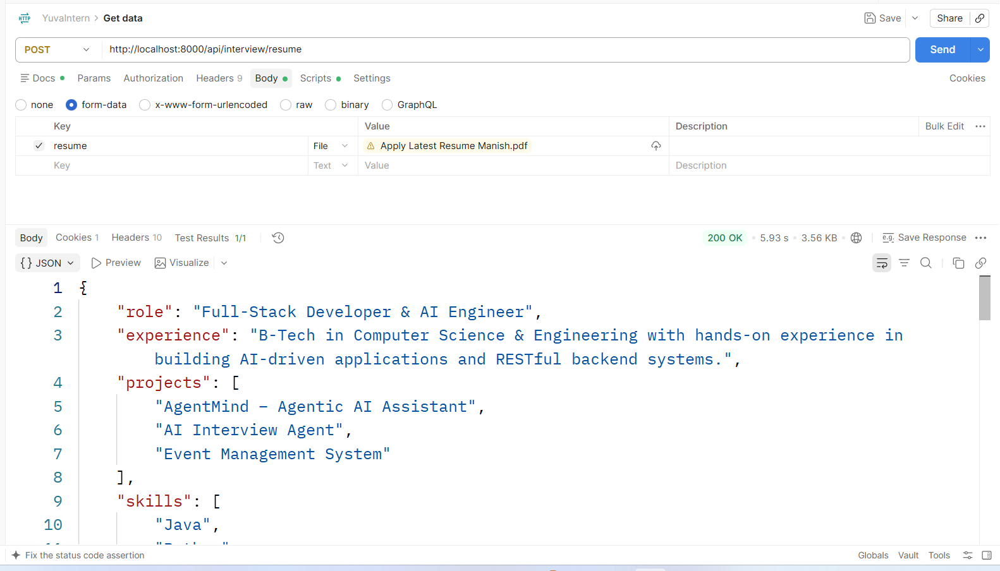 HTTP YuvaIntern > Get data Save Share
POST http://localhost:8000/api/interview/resume Send
Docs Params Authorization Headers 9 Body Scripts Settings Cookies
none form-data x-www-form-urlencoded raw binary GraphQL
Key Value Description Bulk Edit
resume File Apply Latest Resume Manish.pdf
Key Text Value Description
Body Cookies 1 Headers 10 Test Results 1/1 200 OK 5.93 s 3.56 KB e.g. Save Response
{} JSON Preview Visualize
1 {
2 "role": "Full-Stack Developer & AI Engineer",
3 "experience": "B-Tech in Computer Science & Engineering with hands-on experience in
building AI-driven applications and RESTful backend systems.",
4 "projects": [
5 "AgentMind – Agentic AI Assistant",
6 "AI Interview Agent",
7 "Event Management System"
8 ],
9 "skills": [
10 "Java",
Fix the status code assertion Globals Vault Tools